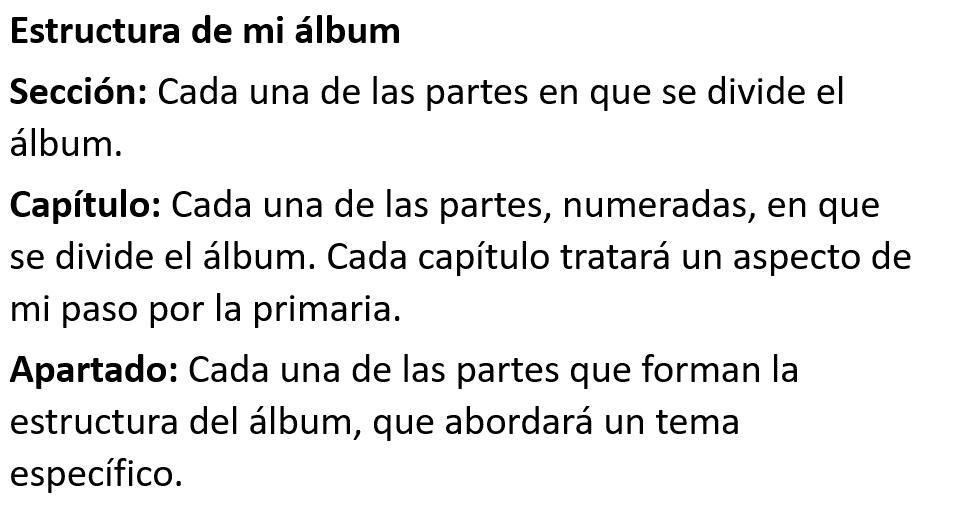 Estructura de mi álbum
Sección: Cada una de las partes en que se divide el
álbum.
Capítulo: Cada una de las partes, numeradas, en que
se divide el álbum. Cada capítulo tratará un aspecto de
mi paso por la primaria.
Apartado: Cada una de las partes que forman la
estructura del álbum, que abordará un tema
específico.